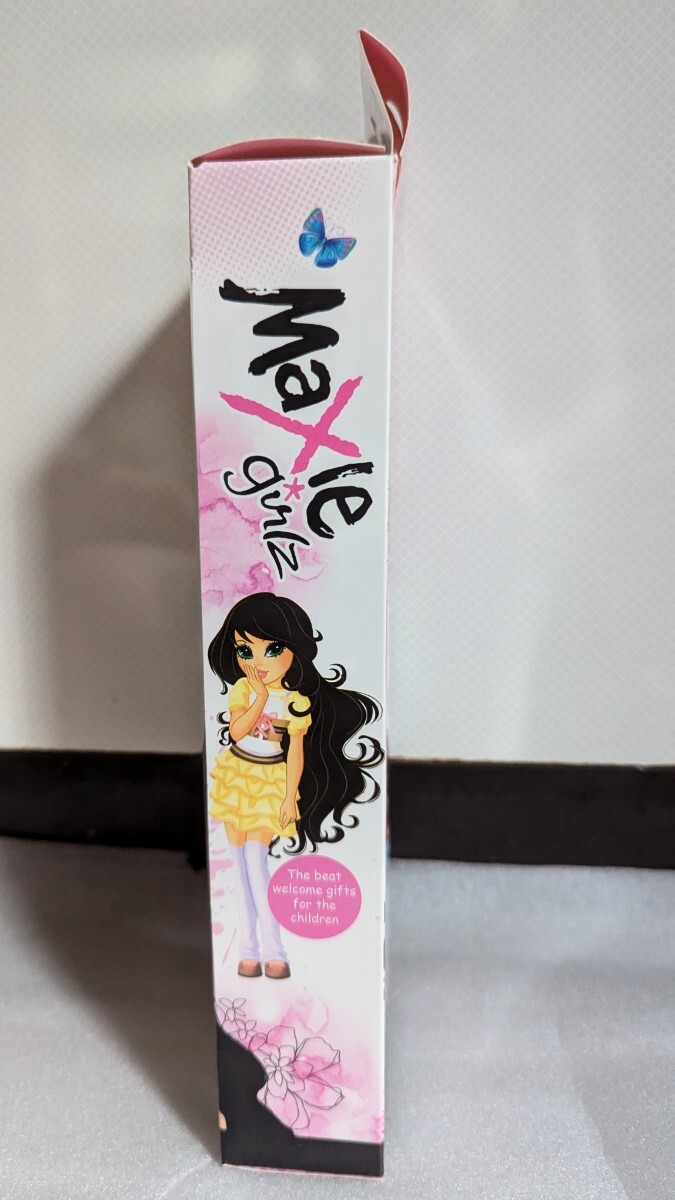 MaXie
girlz
The beat
welcome gifts
for the
children